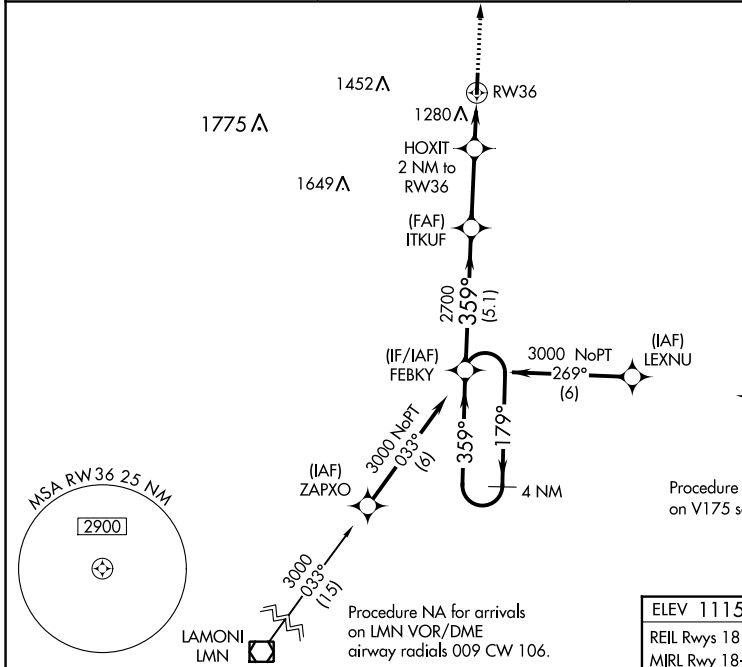 1452
RW36
1280
1775
HOXIT
2 NM to
RW36
1649
(FAF)
ITKUF
2700
359°
(5.1)
(IF/IAF)
FEBKY
3000 NoPT
269°
(6)
(IAF)
LEXNU
3000 NoPT
033°
(6)
359°
179°
(IAF)
ZAPXO
4 NM
MSA RW36 25 NM
2900
Procedure
on V175
3000
033°
(15)
LAMONI
LMN
Procedure NA for arrivals
on LMN VOR/DME
airway radials 009 CW 106.
ELEV 1115
REIL Rwys 18
MIRL Rwy 18-